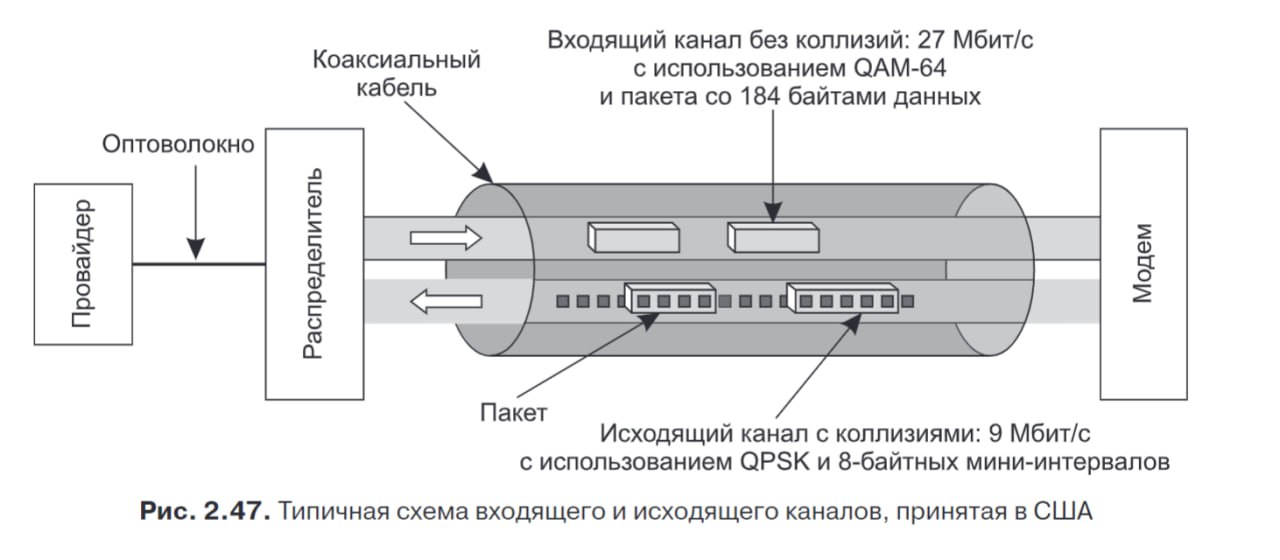 Входящий канал без коллизий: 27 Мбит/с
с использованием QAM-64
и пакета со 184 байтами данных
Коаксиальный
кабель
Оптоволокно
Провайдер
Распределитель
Модем
Пакет
Исходящий канал с коллизиями: 9 Мбит/с
с использованием QPSK и 8-байтных мини-интервалов
Рис. 2.47. Типичная схема входящего и исходящего каналов, принятая в США